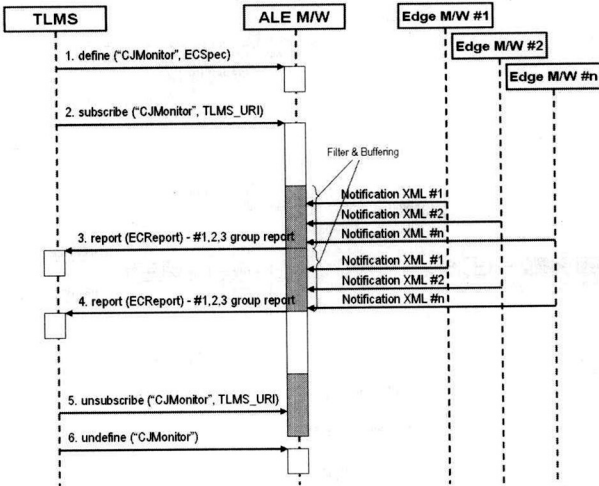 TLMS
ALE M/W
Edge M/W #1
Edge M/W #2
Edge M/W #n
1. define (“CJMonitor”, ECSpec)
2. subscribe (“CJMonitor”, TLMS_URI)
Filter & Buffering
Notification XML #1
Notification XML #2
Notification XML #n
3. report (ECReport) - #1,2,3 group report
Notification XML #1
Notification XML #2
Notification XML #n
4. report (ECReport) - #1,2,3 group report
5. unsubscribe (“CJMonitor”, TLMS_URI)
6. undefine (“CJMonitor”)